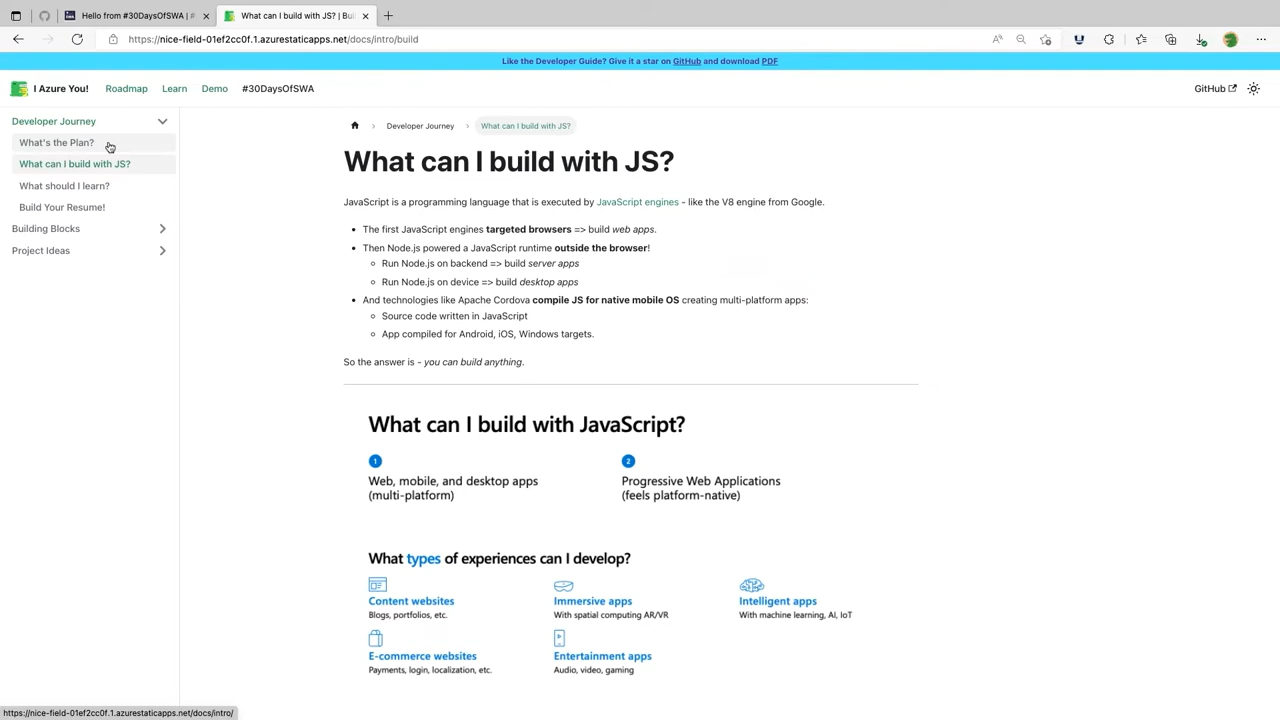 Hello from #30DaysOfSWA | #
What can I build with JS? | Bui
https://nice-field-01ef2cc0f.1.azurestaticapps.net/docs/intro/build
Like the Developer Guide? Give it a star on GitHub and download PDF
I Azure You!
Roadmap
Learn
Demo
#30DaysOfSWA
GitHub
Developer Journey
What's the Plan?
What can I build with JS?
What should I learn?
Build Your Resume!
Building Blocks
Project Ideas
Developer Journey
What can I build with JS?
What can I build with JS?
JavaScript is a programming language that is executed by JavaScript engines - like the V8 engine from Google.
The first JavaScript engines targeted browsers => build web apps.
Then Node.js powered a JavaScript runtime outside the browser!
Run Node.js on backend => build server apps
Run Node.js on device => build desktop apps
And technologies like Apache Cordova compile JS for native mobile OS creating multi-platform apps:
Source code written in JavaScript
App compiled for Android, iOS, Windows targets.
So the answer is - you can build anything.
What can I build with JavaScript?
1
Web, mobile, and desktop apps
(multi-platform)
2
Progressive Web Applications
(feels platform-native)
What types of experiences can I develop?
Content websites
Blogs, portfolios, etc.
Immersive apps
With spatial computing AR/VR
Intelligent apps
With machine learning, AI, IoT
E-commerce websites
Payments, login, localization, etc.
Entertainment apps
Audio, video, gaming
https://nice-field-01ef2cc0f.1.azurestaticapps.net/docs/intro/